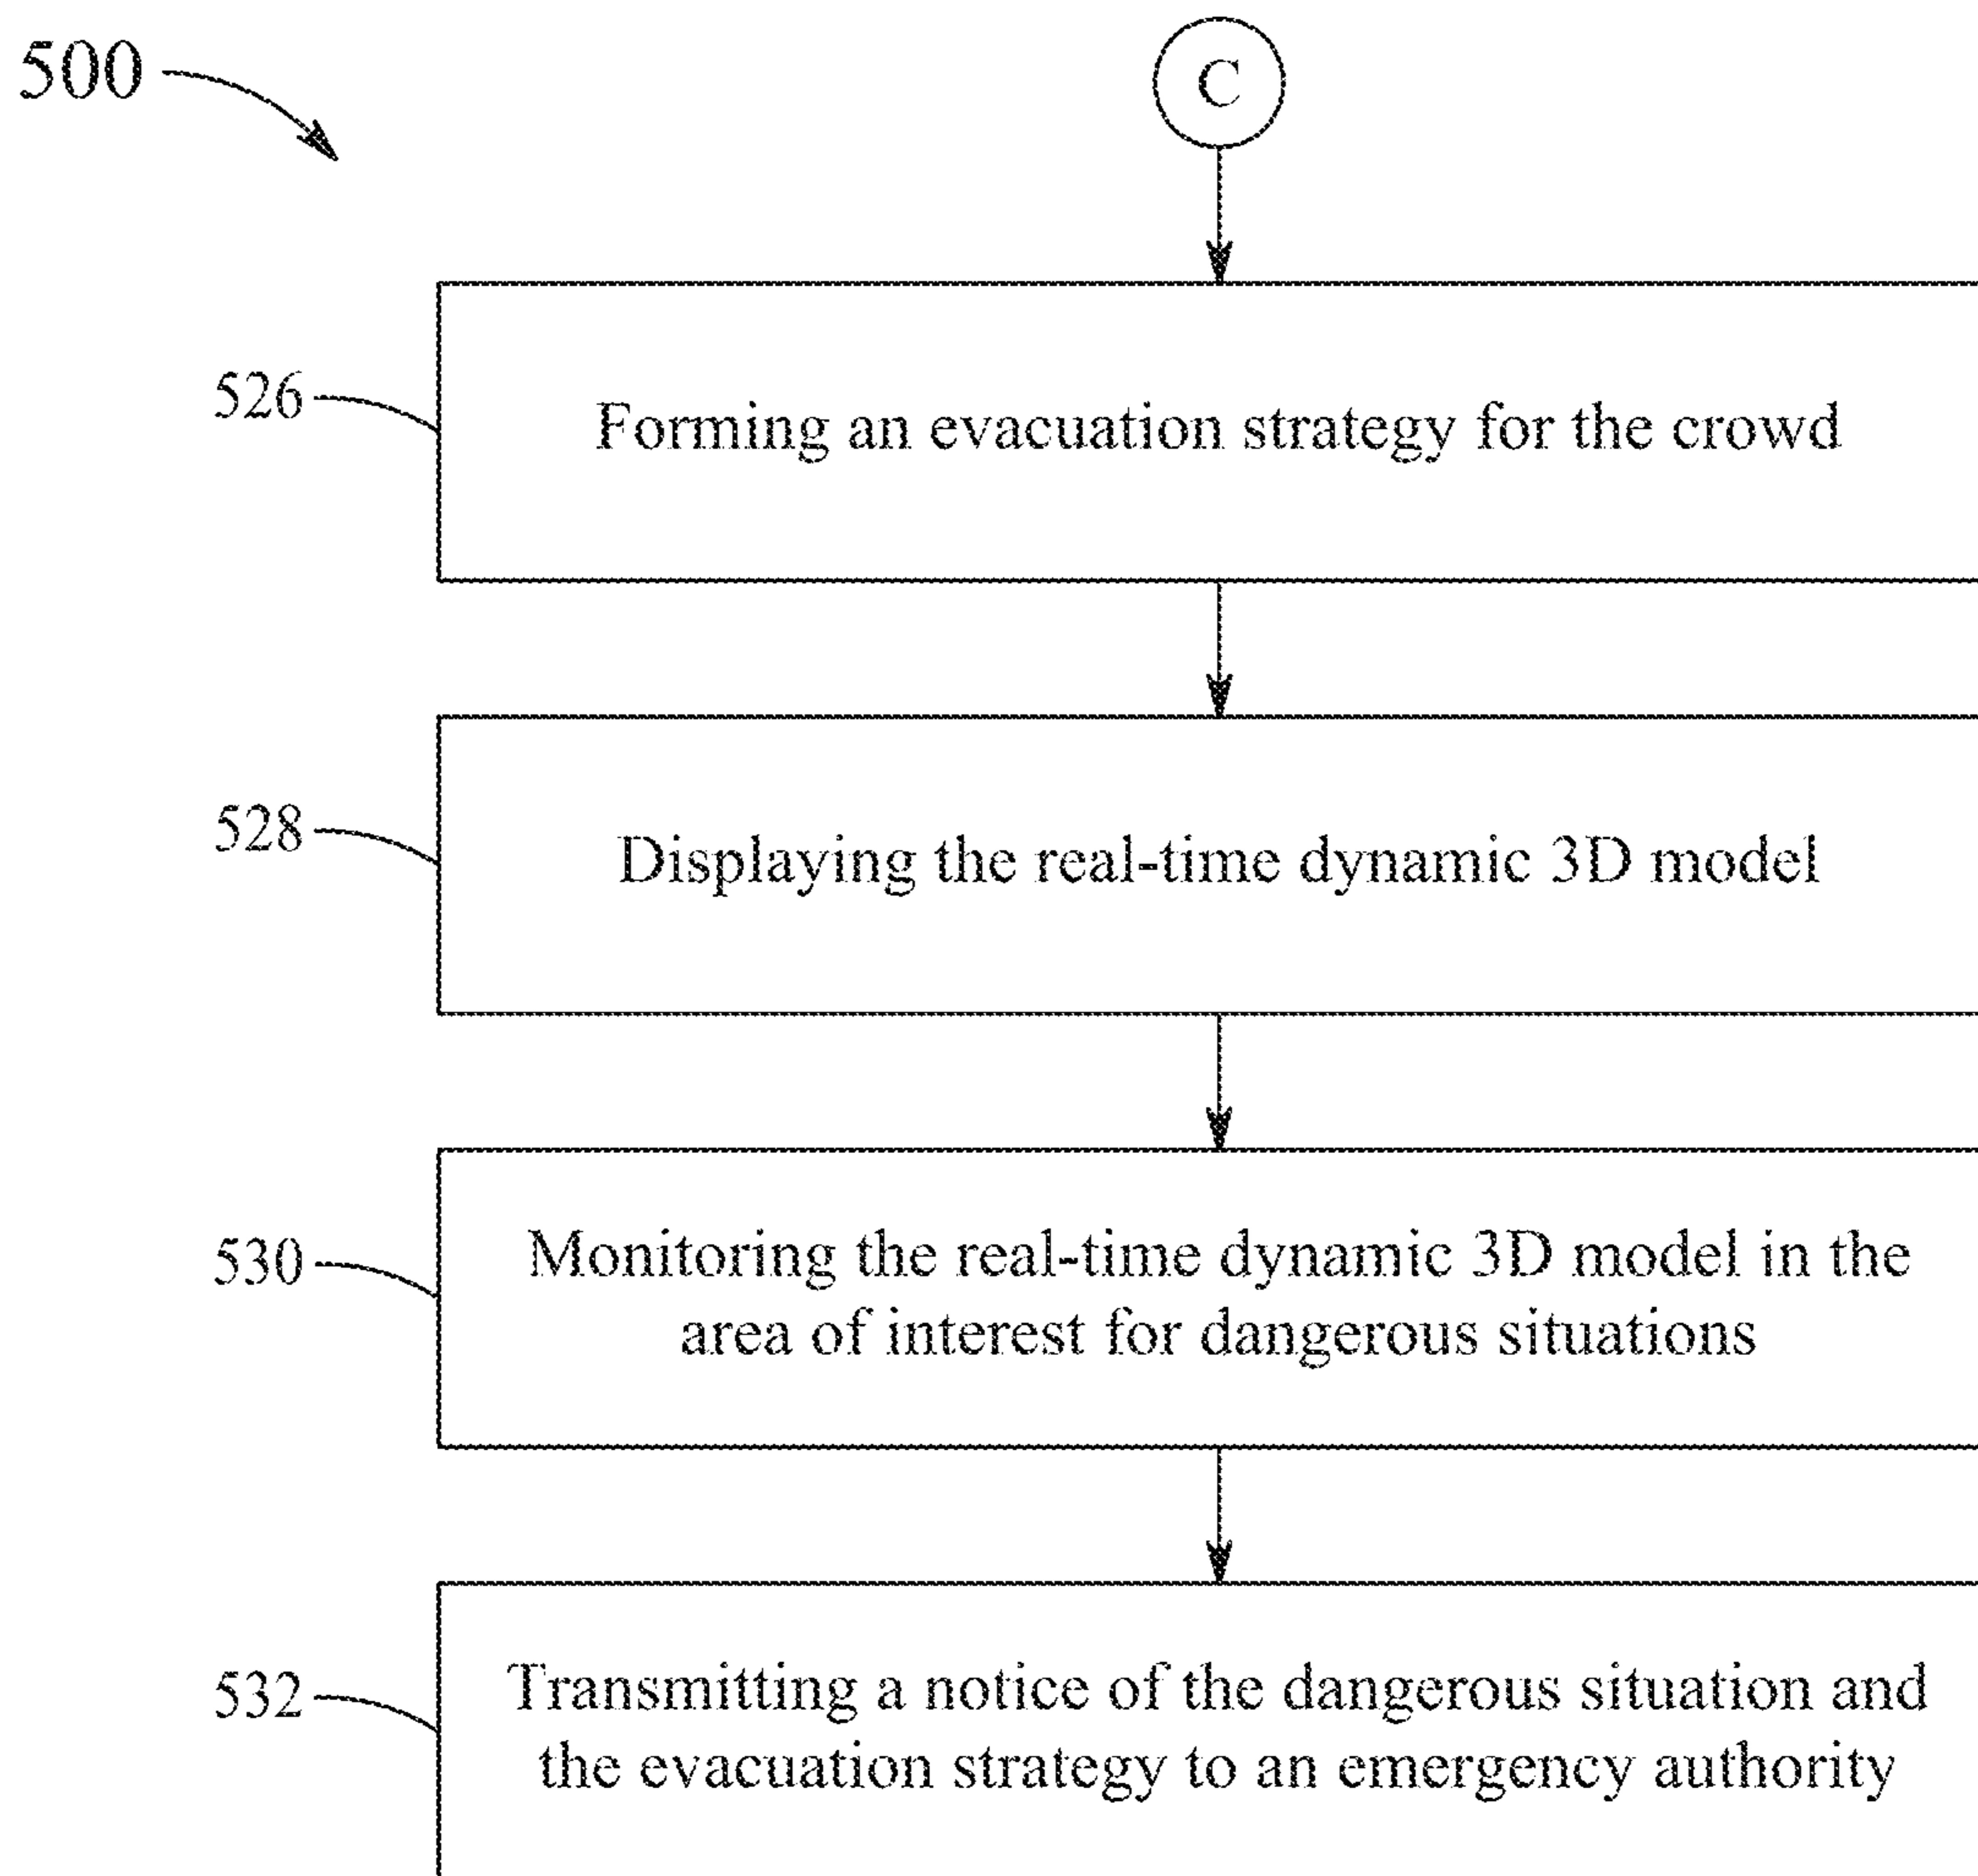 500
C
526
Forming an evacuation strategy for the crowd
528
Displaying the real-time dynamic 3D model
530
Monitoring the real-time dynamic 3D model in the
area of interest for dangerous situations
532
Transmitting a notice of the dangerous situation and
the evacuation strategy to an emergency authority